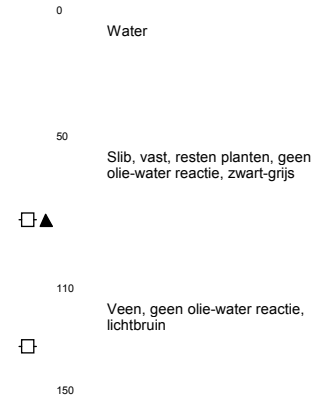 0
Water
50
Slib, vast, resten planten, geen
olie-water reactie, zwart-grijs
110
Veen, geen olie-water reactie,
lichtbruin
150